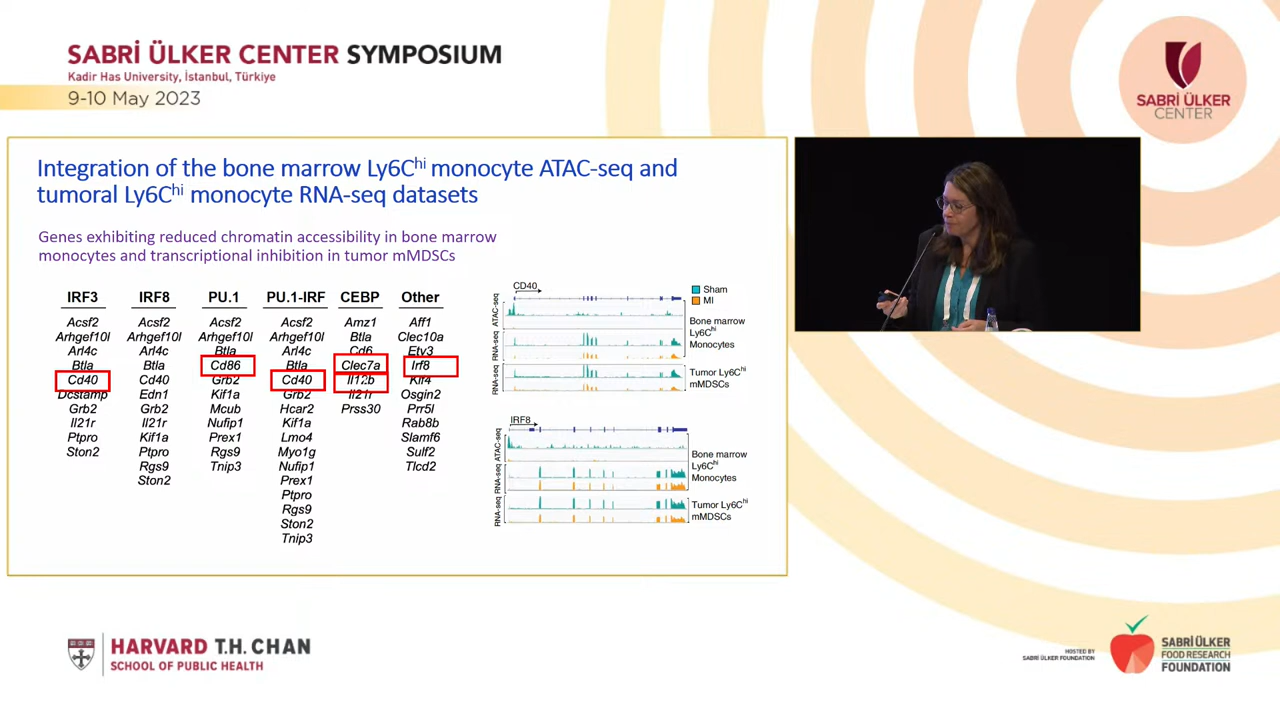 SABRİ ÜLKER CENTER SYMPOSIUM
Kadir Has University, İstanbul, Türkiye
9-10 May 2023
SABRİ ÜLKER
CENTER
Integration of the bone marrow Ly6Chi monocyte ATAC-seq and
tumoral Ly6Chi monocyte RNA-seq datasets
Genes exhibiting reduced chromatin accessibility in bone marrow
monocytes and transcriptional inhibition in tumor mMDSCs
IRF3
Acsf2
Arhgef10l
Arl4c
Btla
Cd40
Dcstamp
Grb2
Il21r
Ptpro
Ston2
IRF8
Acsf2
Arhgef10l
Arl4c
Btla
Cd40
Edn1
Grb2
Il21r
Kif1a
Ptpro
Rgs9
Ston2
PU.1
Acsf2
Arhgef10l
Btla
Cd86
Grb2
Kif1a
Mcub
Nufip1
Prex1
Rgs9
Tnip3
PU.1-IRF
Acsf2
Arhgef10l
Arl4c
Btla
Cd40
Grb2
Hcar2
Kif1a
Lmo4
Myo1g
Nufip1
Prex1
Ptpro
Rgs9
Ston2
Tnip3
CEBP
Amz1
Btla
Cd6
Clec7a
Il12b
Il21r
Prss30
Other
Aff1
Clec10a
Etv3
Irf8
Klf4
Osgin2
Prr5l
Rab8b
Slamf6
Sulf2
Tlcd2
CD40
Sham
MI
ATAC-seq
RNA-seq
RNA-seq
Bone marrow
Ly6Chi
Monocytes
Tumor Ly6Chi
mMDSCs
IRF8
ATAC-seq
RNA-seq
RNA-seq
Bone marrow
Ly6Chi
Monocytes
Tumor Ly6Chi
mMDSCs
HARVARD T.H. CHAN
SCHOOL OF PUBLIC HEALTH
HOSTED BY
SABRİ ÜLKER FOUNDATION
SABRİ ÜLKER
FOOD RESEARCH
FOUNDATION